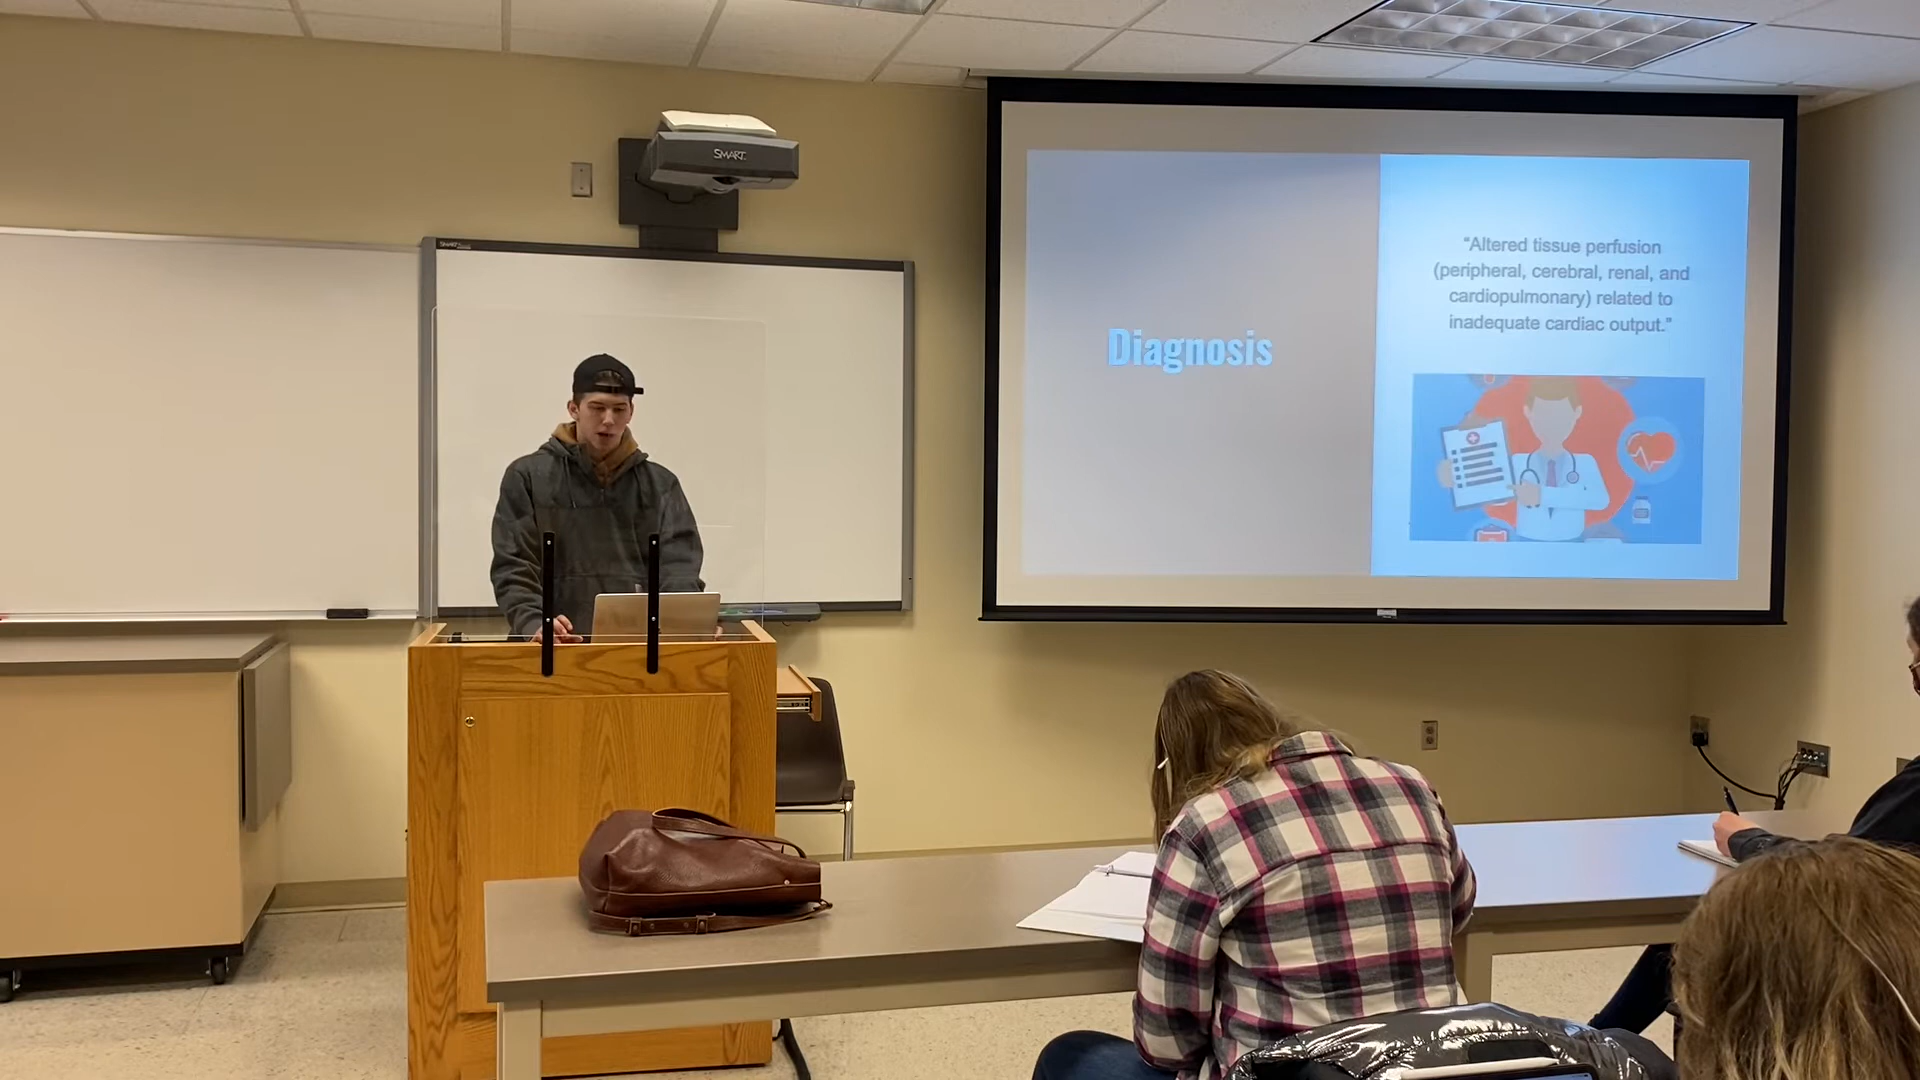 SMART
Diagnosis
“Altered tissue perfusion
(peripheral, cerebral, renal, and
cardiopulmonary) related to
inadequate cardiac output.”